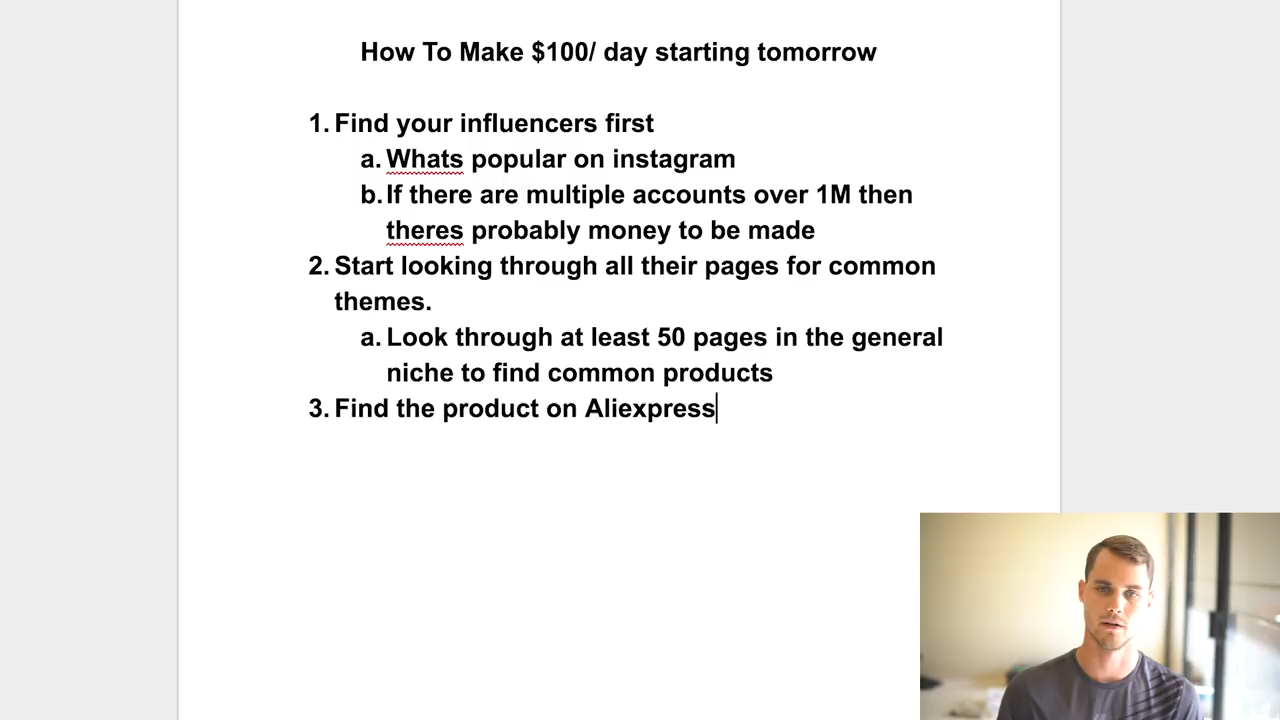 How To Make $100/ day starting tomorrow
1. Find your influencers first
a. Whats popular on instagram
b. If there are multiple accounts over 1M then
theres probably money to be made
2. Start looking through all their pages for common
themes.
a. Look through at least 50 pages in the general
niche to find common products
3. Find the product on Aliexpress